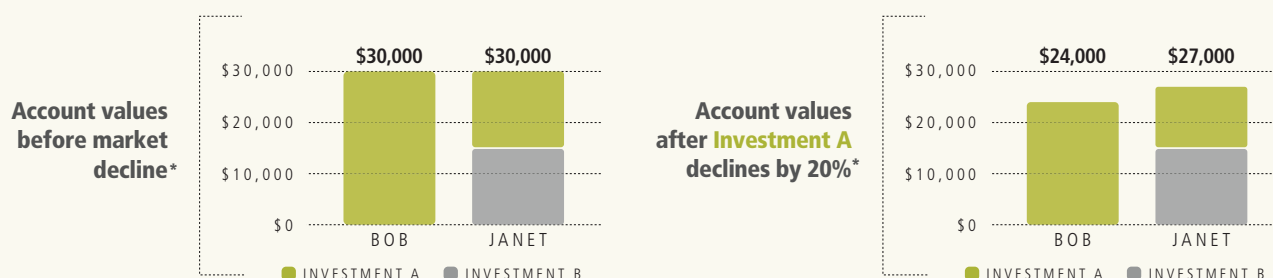 Account values
before market
decline*
$30,000 $30,000
$30,000
$20,000
$10,000
$0
BOB JANET
INVESTMENT A INVESTMENT B
Account values
after Investment A
declines by 20%*
$24,000 $27,000
$30,000
$20,000
$10,000
$0
BOB JANET
INVESTMENT A INVESTMENT B